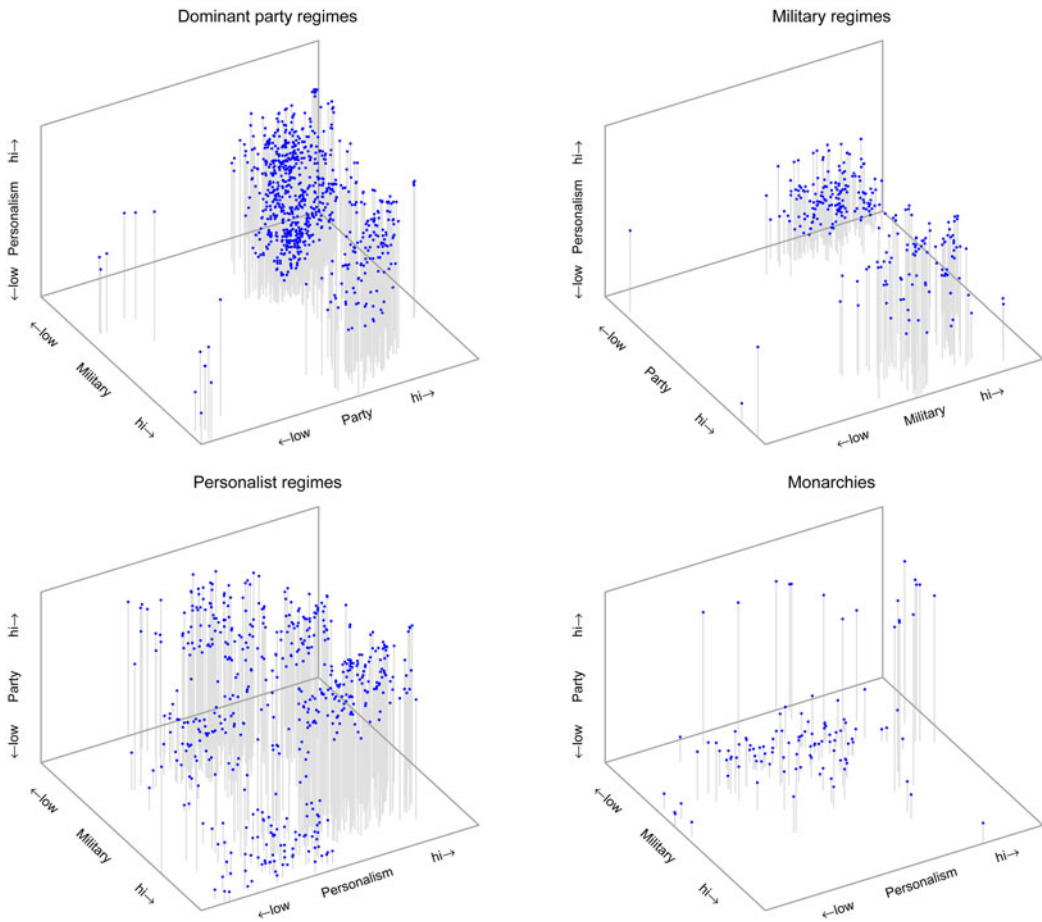 Dominant party regimes
←low Personalism hi→
←low Military hi→
←low Party hi→
Military regimes
←low Personalism hi→
←low Party hi→
←low Military hi→
Personalist regimes
←low Party hi→
←low Military hi→
←low Personalism hi→
Monarchies
←low Party hi→
←low Military hi→
←low Personalism hi→